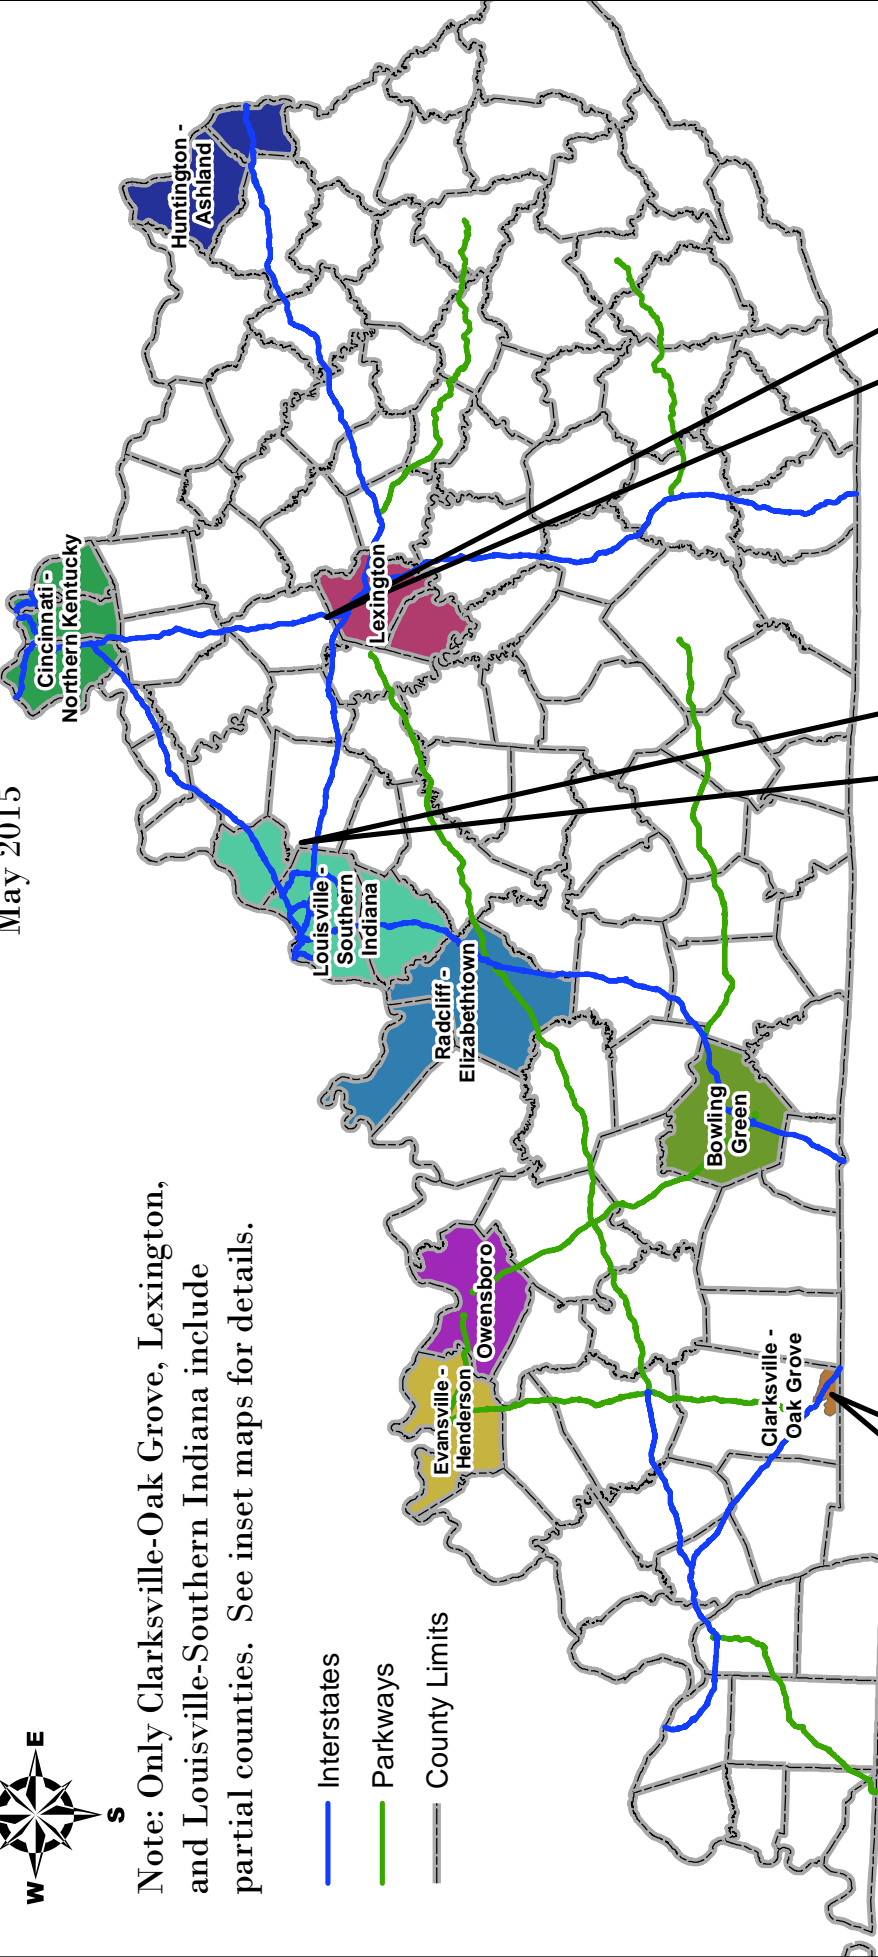 May 2015
W
E
S
Note: Only Clarksville-Oak Grove, Lexington,
and Louisville-Southern Indiana include
partial counties. See inset maps for details.
Interstates
Parkways
County Limits
Cincinnati -
Northern Kentucky
Huntington -
Ashland
Lexington
Louisville -
Southern
Indiana
Radcliff -
Elizabethtown
Owensboro
Evansville -
Henderson
Bowling
Green
Clarksville -
Oak Grove